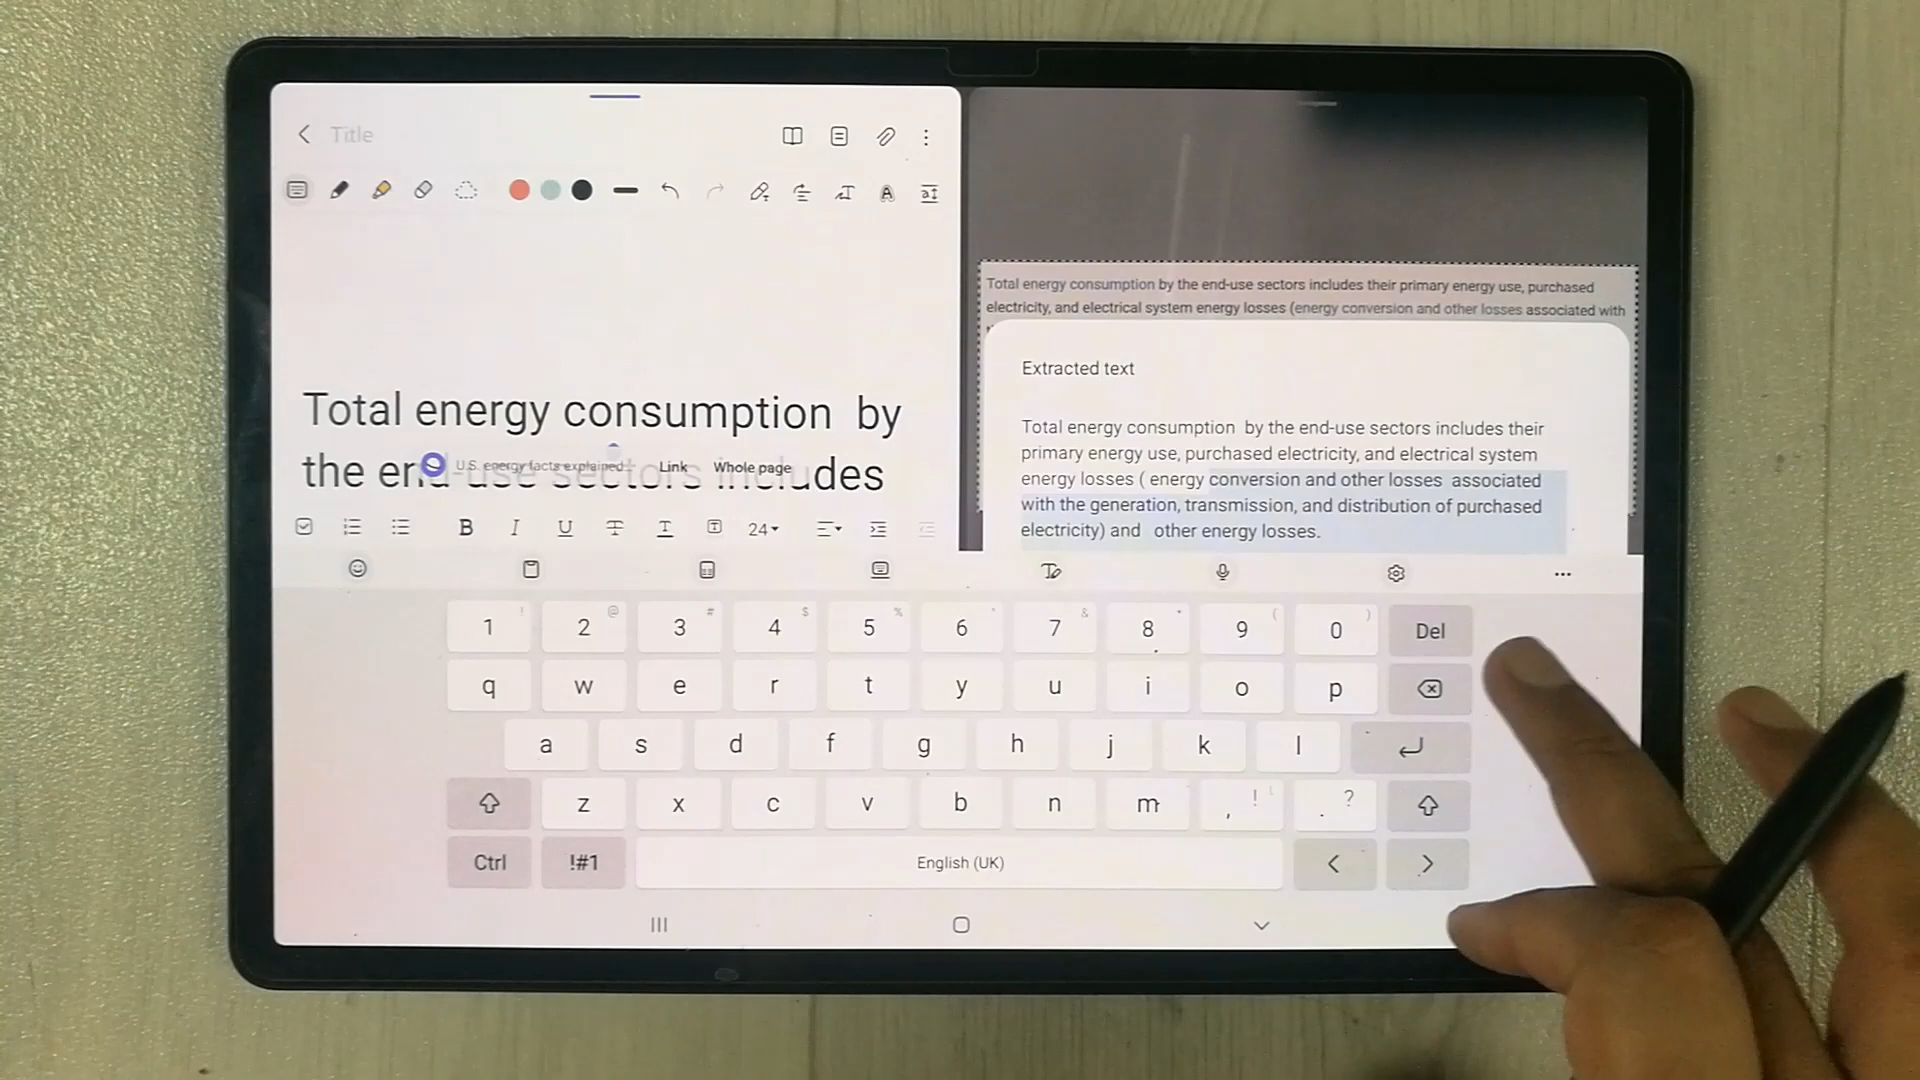 Title
Total energy consumption by
the end-use sectors includes
U.S. energy facts explained- Link Whole page
B I U T T T 24
Total energy consumption by the end-use sectors includes their primary energy use, purchased
electricity, and electrical system energy losses (energy conversion and other losses associated with
Extracted text
Total energy consumption by the end-use sectors includes their
primary energy use, purchased electricity, and electrical system
energy losses ( energy conversion and other losses associated
with the generation, transmission, and distribution of purchased
electricity) and other energy losses.
1 2 3 4 5 6 7 8 9 0 Del
q w e r t y u i o p
a s d f g h j k l
z x c v b n m , ! . ?
Ctrl !#1 English (UK) < >